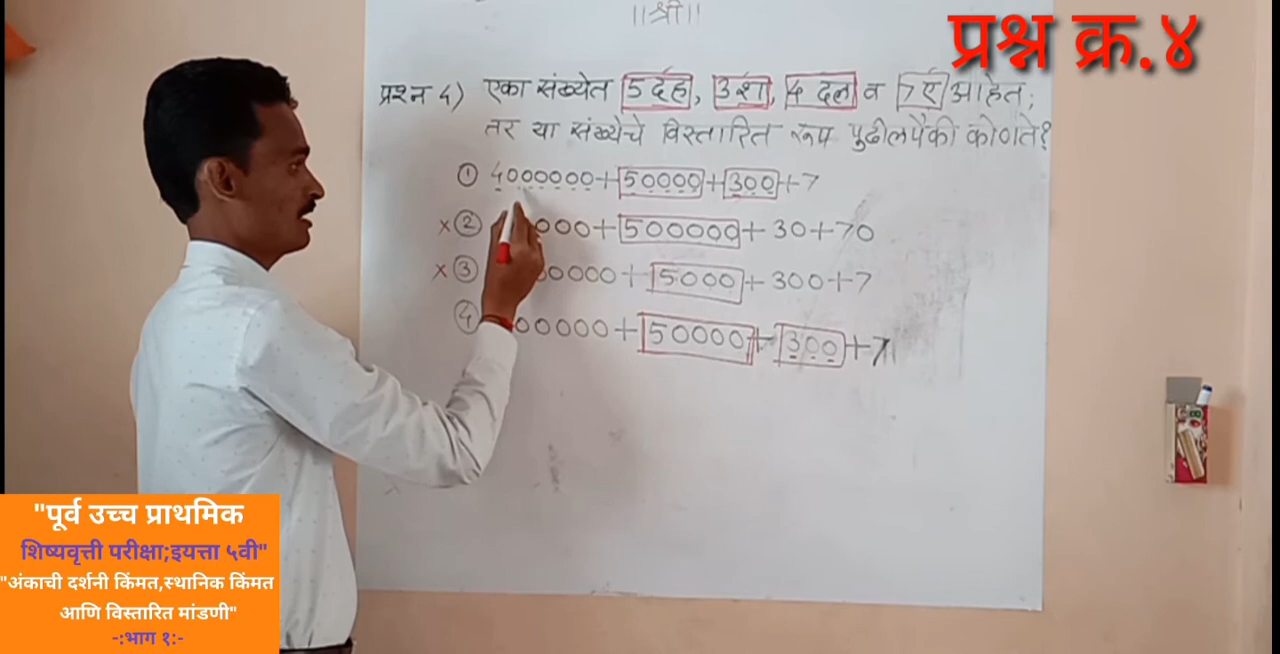 ॥श्री॥
प्रश्न क्र.४
प्रश्न ५) एका संख्येत 5 दह, 3 श, 4 दल व 7 ए आहेत;
तर या संख्येचे विस्तारित रूप पुढीलपैकी कोणते?
① 4000000+50000+300+7
×② 000+500000+30+70
×③ 0000+5000+300+7
④ 00000+50000+300+7
"पूर्व उच्च प्राथमिक
शिष्यवृत्ती परीक्षा;इयत्ता ५वी"
"अंकाची दर्शनी किंमत,स्थानिक किंमत
आणि विस्तारित मांडणी"
-:भाग १:-